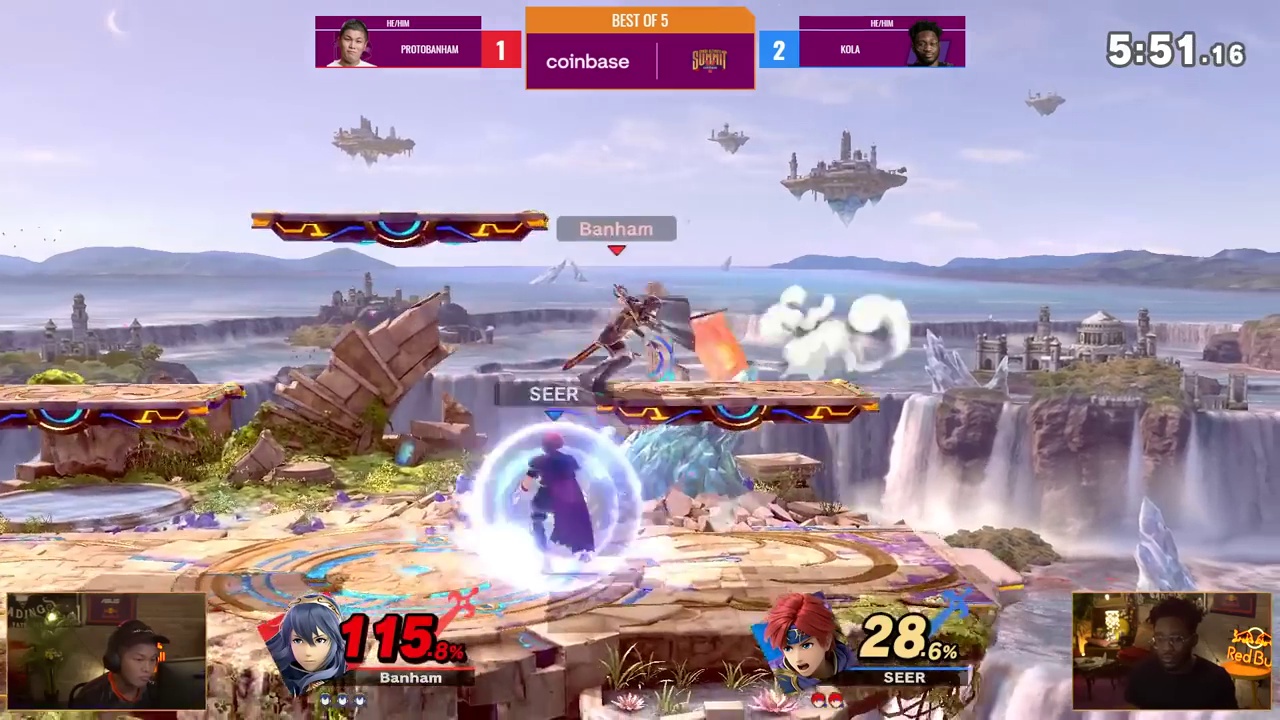 HE/HIM
PROTOBANHAM
1
BEST OF 5
coinbase
SUMMIT
2
HE/HIM
KOLA
5:51.16
Banham
SEER
115.8%
Banham
28.6%
SEER
Red Bu